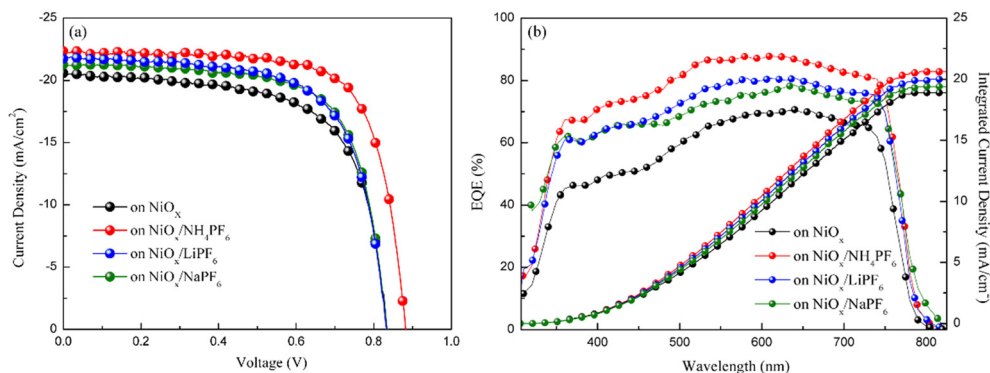 (a)
-25
-20
-15
-10
-5
0
0.0 0.2 0.4 0.6 0.8 1.0
Current Density (mA/cm²)
Voltage (V)
on NiOₓ
on NiOₓ/NH₄PF₆
on NiOₓ/LiPF₆
on NiOₓ/NaPF₆
(b)
100
80
60
40
20
0
400 500 600 700 800
EQE (%)
Wavelength (nm)
25
20
15
10
5
0
Integrated Current Density (mA/cm²)
on NiOₓ
on NiOₓ/NH₄PF₆
on NiOₓ/LiPF₆
on NiOₓ/NaPF₆